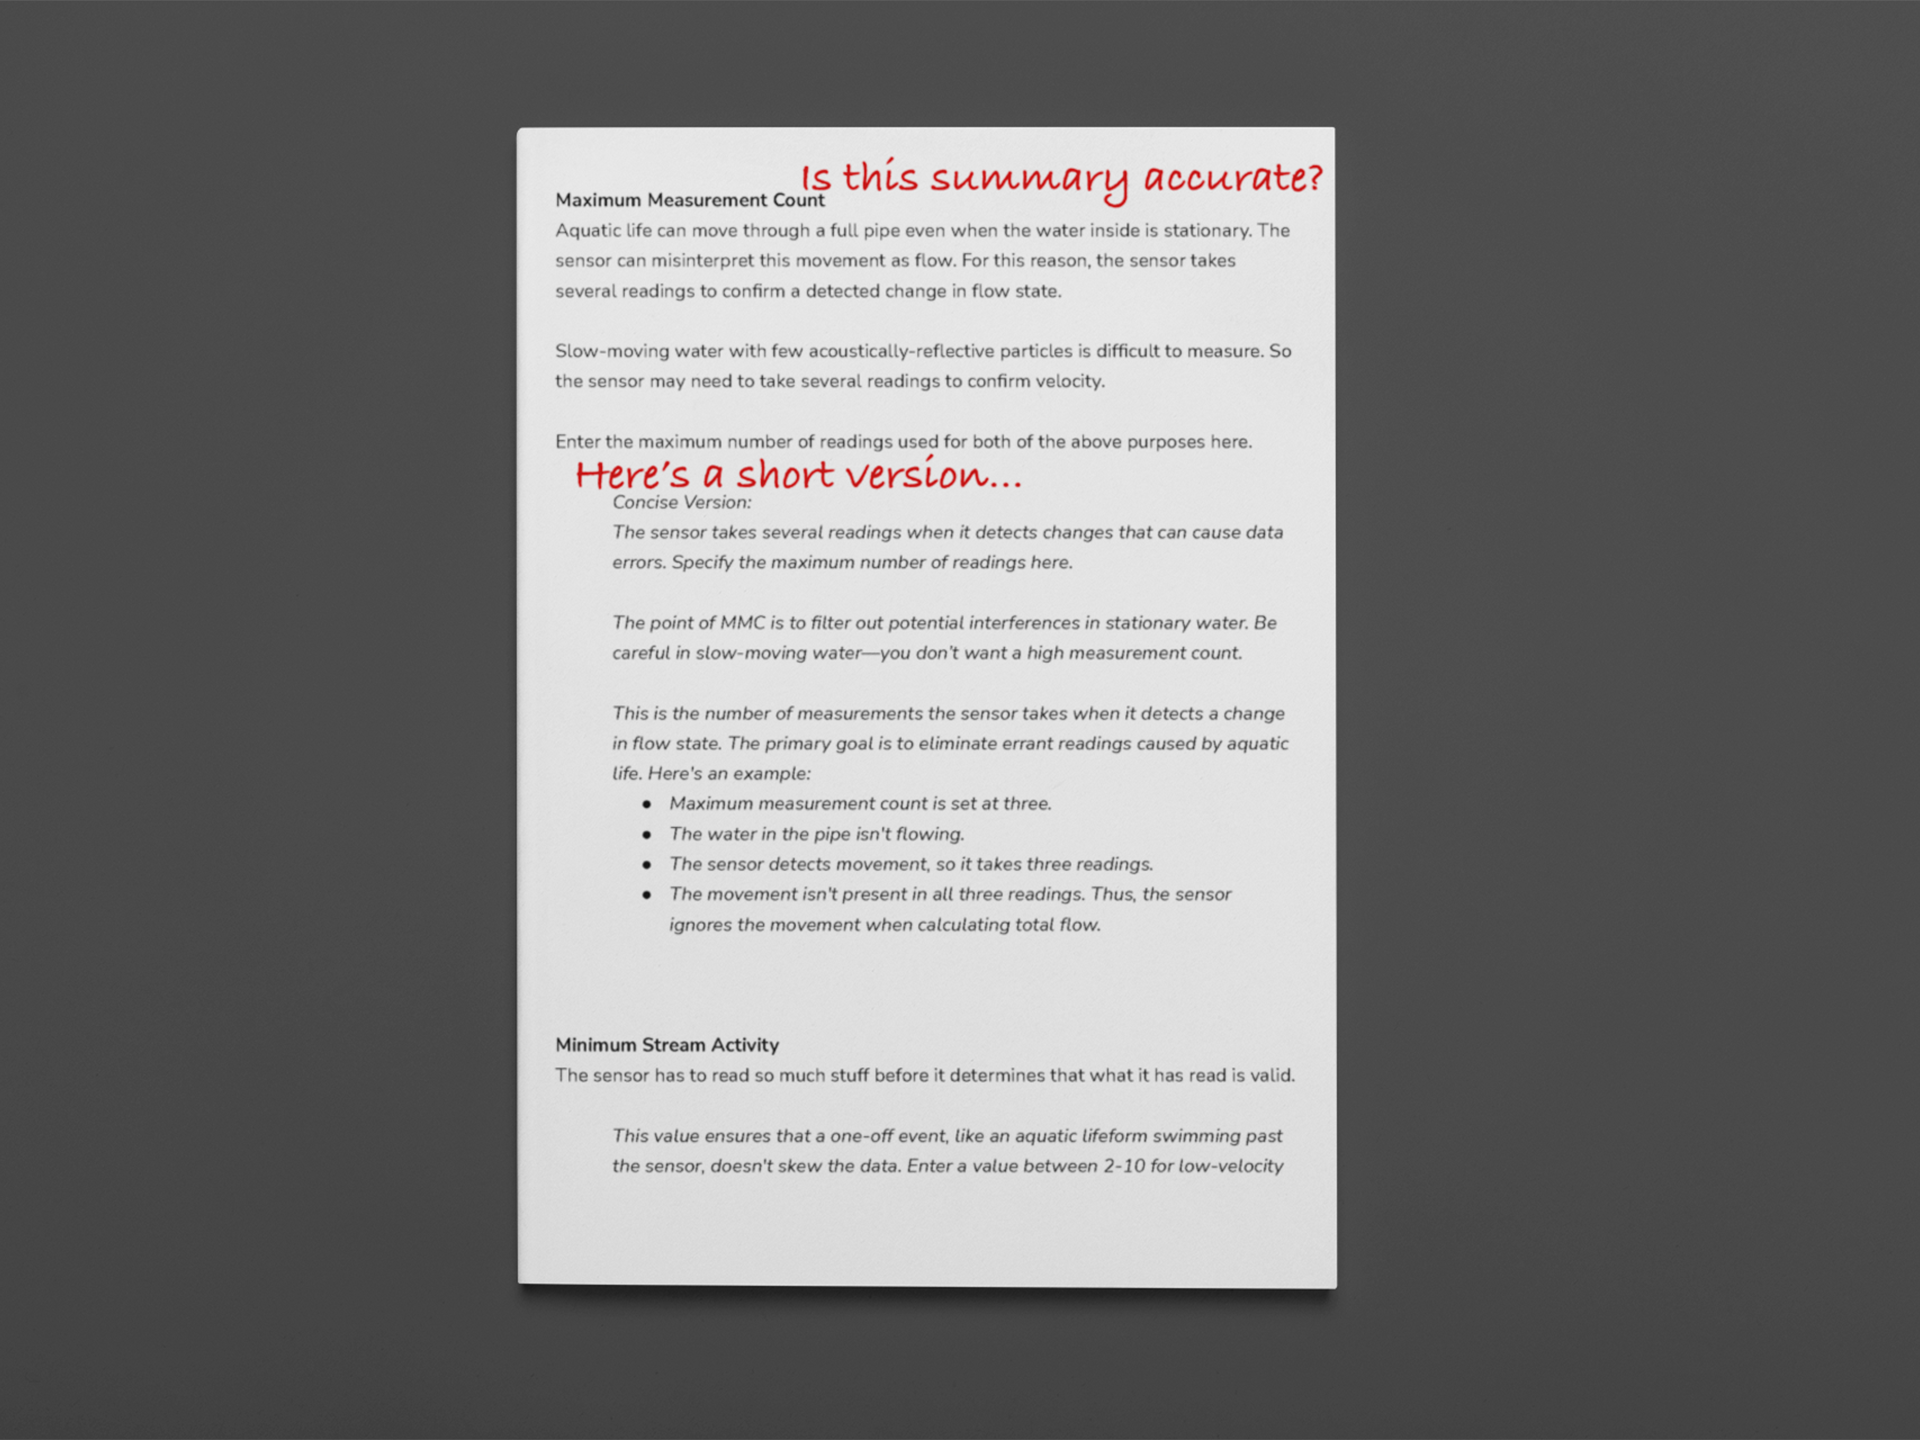 Is this summary accurate?
Maximum Measurement Count
Aquatic life can move through a full pipe even when the water inside is stationary. The
sensor can misinterpret this movement as flow. For this reason, the sensor takes
several readings to confirm a detected change in flow state.
Slow-moving water with few acoustically-reflective particles is difficult to measure. So
the sensor may need to take several readings to confirm velocity.
Enter the maximum number of readings used for both of the above purposes here.
Here's a short version...
Concise Version:
The sensor takes several readings when it detects changes that can cause data
errors. Specify the maximum number of readings here.
The point of MMC is to filter out potential interferences in stationary water. Be
careful in slow-moving water—you don't want a high measurement count.
This is the number of measurements the sensor takes when it detects a change
in flow state. The primary goal is to eliminate errant readings caused by aquatic
life. Here's an example:
● Maximum measurement count is set at three.
● The water in the pipe isn't flowing.
● The sensor detects movement, so it takes three readings.
● The movement isn't present in all three readings. Thus, the sensor
ignores the movement when calculating total flow.
Minimum Stream Activity
The sensor has to read so much stuff before it determines that what it has read is valid.
This value ensures that a one-off event, like an aquatic lifeform swimming past
the sensor, doesn't skew the data. Enter a value between 2-10 for low-velocity